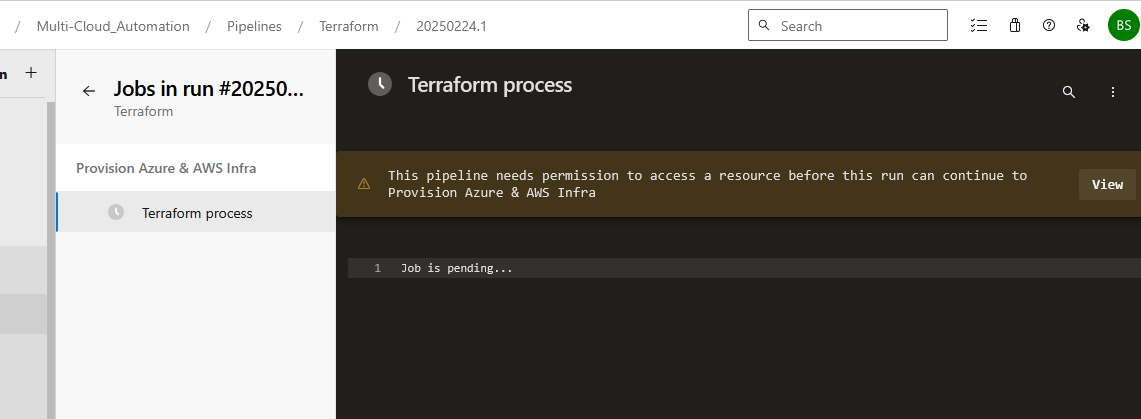 / Multi-Cloud_Automation / Pipelines / Terraform / 20250224.1
Search
BS
n +
Jobs in run #20250...
Terraform
Provision Azure & AWS Infra
Terraform process
Terraform process
This pipeline needs permission to access a resource before this run can continue to
Provision Azure & AWS Infra
View
1 Job is pending...